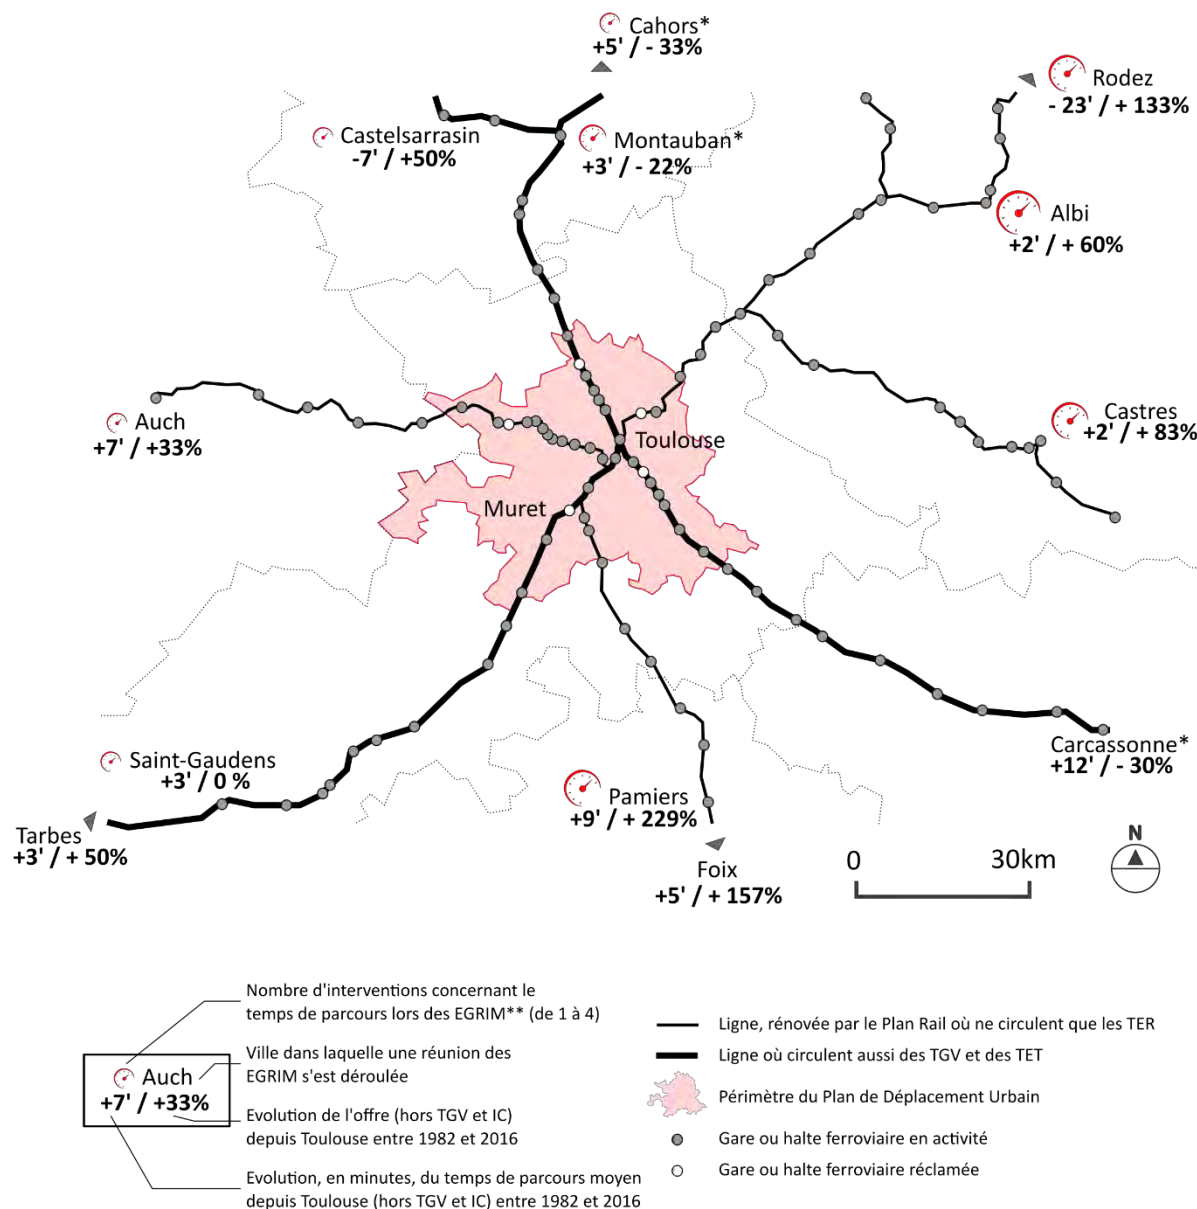 Cahors*
+5' / - 33%
Rodez
- 23' / + 133%
Castelsarrasin
-7' / +50%
Montauban*
+3' / - 22%
Albi
+2' / + 60%
Auch
+7' / +33%
Castres
+2' / + 83%
Toulouse
Muret
Saint-Gaudens
+3' / 0 %
Carcassonne*
+12' / - 30%
Pamiers
+9' / + 229%
Tarbes
+3' / + 50%
Foix
+5' / + 157%
N
0 30km
Nombre d'interventions concernant le
temps de parcours lors des EGRIM** (de 1 à 4)
Ville dans laquelle une réunion des
EGRIM s'est déroulée
Auch
+7' / +33%
Evolution de l'offre (hors TGV et IC)
depuis Toulouse entre 1982 et 2016
Evolution, en minutes, du temps de parcours moyen
depuis Toulouse (hors TGV et IC) entre 1982 et 2016
Ligne, rénovée par le Plan Rail où ne circulent que les TER
Ligne où circulent aussi des TGV et des TET
Périmètre du Plan de Déplacement Urbain
Gare ou halte ferroviaire en activité
Gare ou halte ferroviaire réclamée